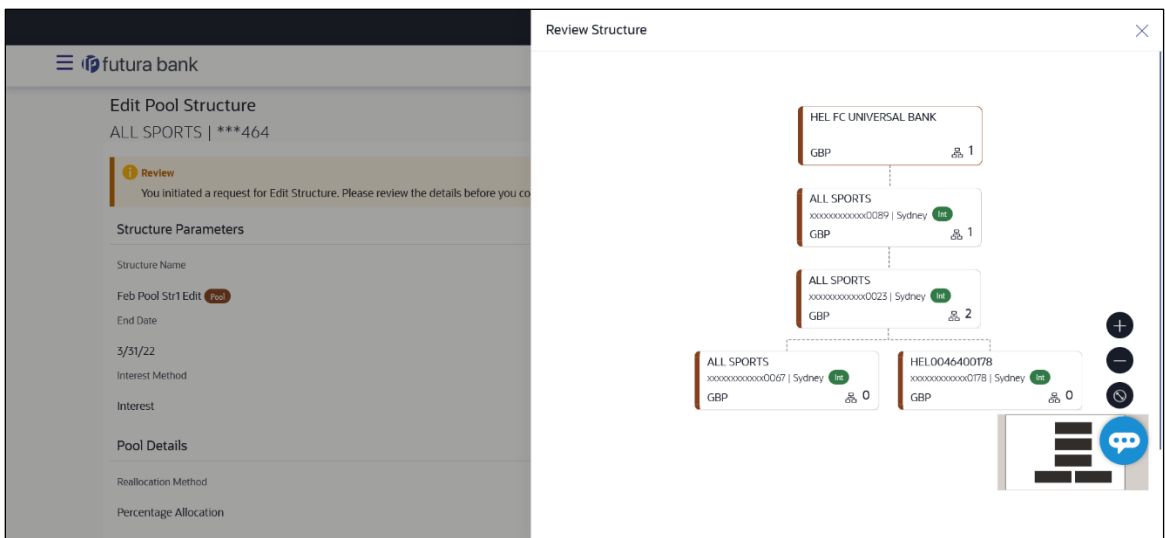 futura bank
Edit Pool Structure
ALL SPORTS | ***464
Review
You initiated a request for Edit Structure. Please review the details before you co
Structure Parameters
Structure Name
Feb Pool Str1 Edit Pool
End Date
3/31/22
Interest Method
Interest
Pool Details
Reallocation Method
Percentage Allocation
Review Structure
HEL FC UNIVERSAL BANK
GBP 1
ALL SPORTS
xxxxxxxxxxxx0089 | Sydney Int
GBP 1
ALL SPORTS
xxxxxxxxxxxx0023 | Sydney Int
GBP 2
ALL SPORTS
xxxxxxxxxxxx0067 | Sydney Int
GBP 0
HEL0046400178
xxxxxxxxxxxx0178 | Sydney Int
GBP 0